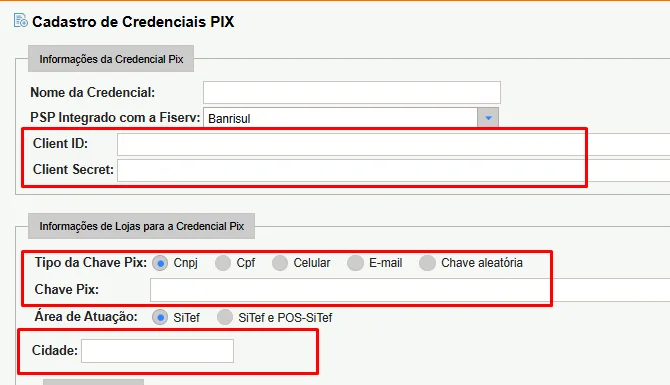 Cadastro de Credenciais PIX
Informações da Credencial Pix
Nome da Credencial:
PSP Integrado com a Fiserv: Banrisul
Client ID:
Client Secret:
Informações de Lojas para a Credencial Pix
Tipo da Chave Pix: Cnpj Cpf Celular E-mail Chave aleatória
Chave Pix:
Área de Atuação: SiTef SiTef e POS-SiTef
Cidade: